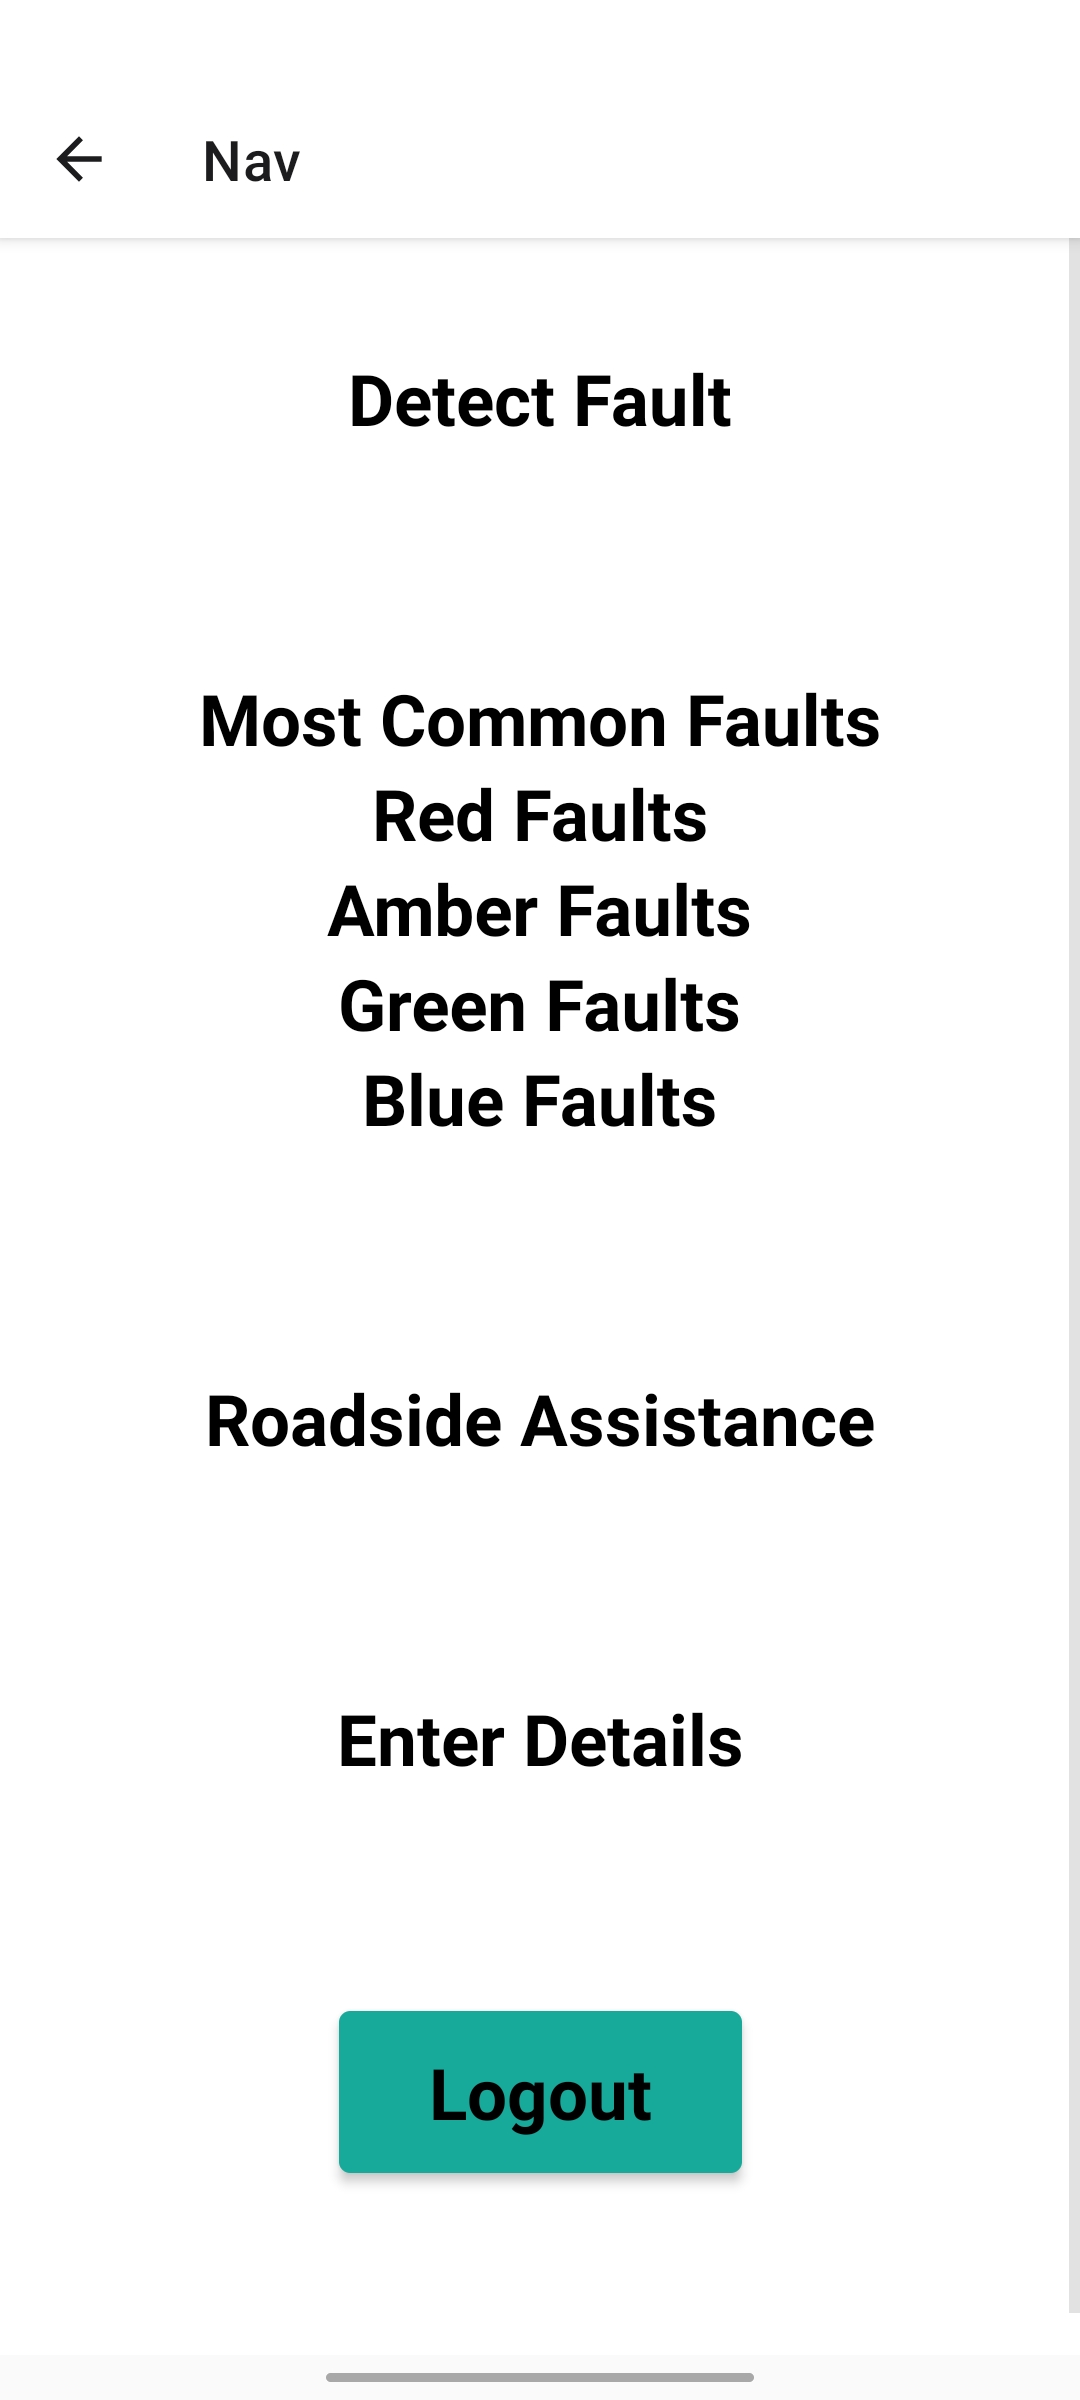 Nav
Detect Fault
Most Common Faults
Red Faults
Amber Faults
Green Faults
Blue Faults
Roadside Assistance
Enter Details
Logout